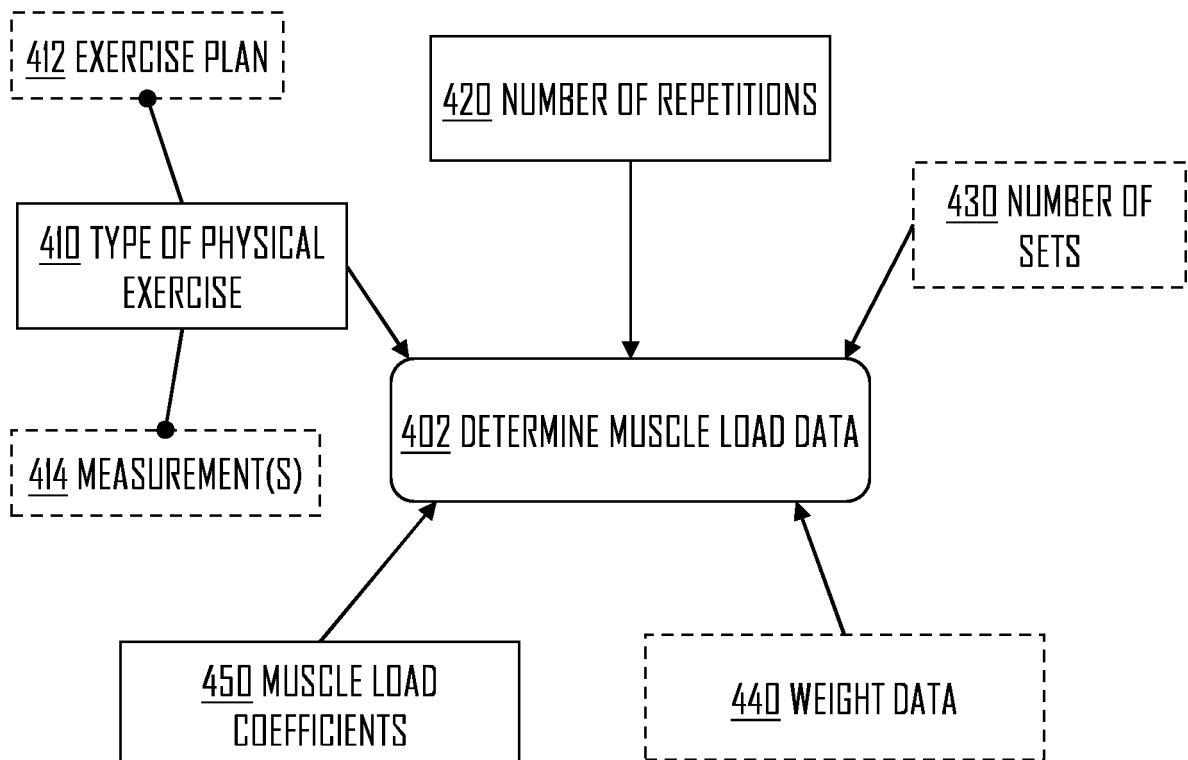 412 EXERCISE PLAN
420 NUMBER OF REPETITIONS
430 NUMBER OF
SETS
410 TYPE OF PHYSICAL
EXERCISE
402 DETERMINE MUSCLE LOAD DATA
414 MEASUREMENT(S)
450 MUSCLE LOAD
COEFFICIENTS
440 WEIGHT DATA